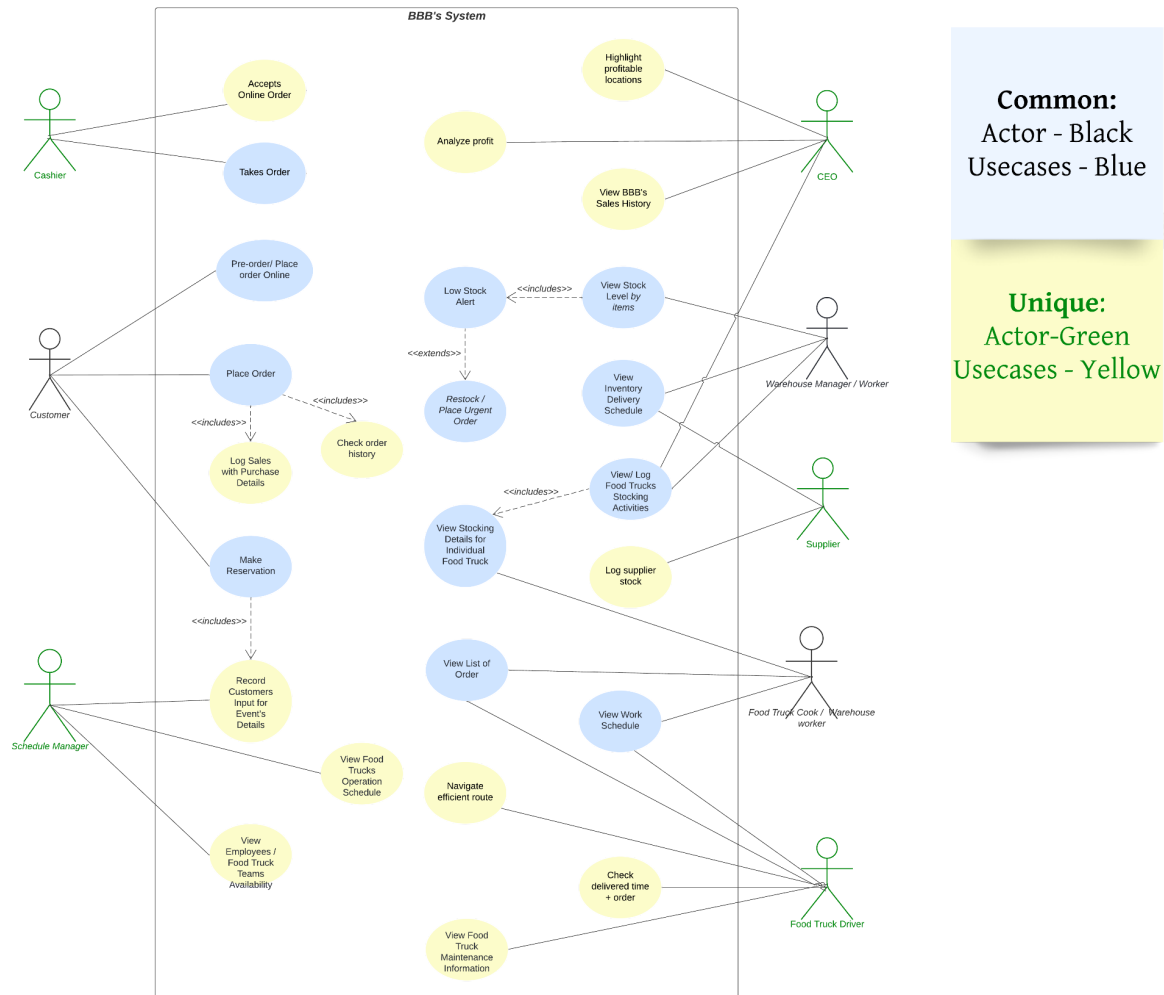 BBB's System
Accepts
Online Order
Takes Order
Cashier
Pre-order/ Place
order Online
Place Order
<<includes>>
<<includes>>
Customer
Log Sales
with Purchase
Details
Check order
history
Make
Reservation
<<includes>>
Record
Customers
Input for
Event's
Details
Schedule Manager
View Food
Trucks
Operation
Schedule
View
Employees /
Food Truck
Teams
Availability
Highlight
profitable
locations
Analyze profit
View BBB's
Sales History
CEO
Low Stock
Alert
<<includes>>
View Stock
Level by
items
<<extends>>
Restock /
Place Urgent
Order
View
Inventory
Delivery
Schedule
Warehouse Manager / Worker
View/ Log
Food Trucks
Stocking
Activities
<<includes>>
View Stocking
Details for
Individual
Food Truck
Log supplier
stock
Supplier
View List of
Order
View Work
Schedule
Food Truck Cook / Warehouse
worker
Navigate
efficient route
Check
delivered time
+ order
View Food
Truck
Maintenance
Information
Food Truck Driver
Common:
Actor - Black
Usecases - Blue
Unique:
Actor-Green
Usecases - Yellow